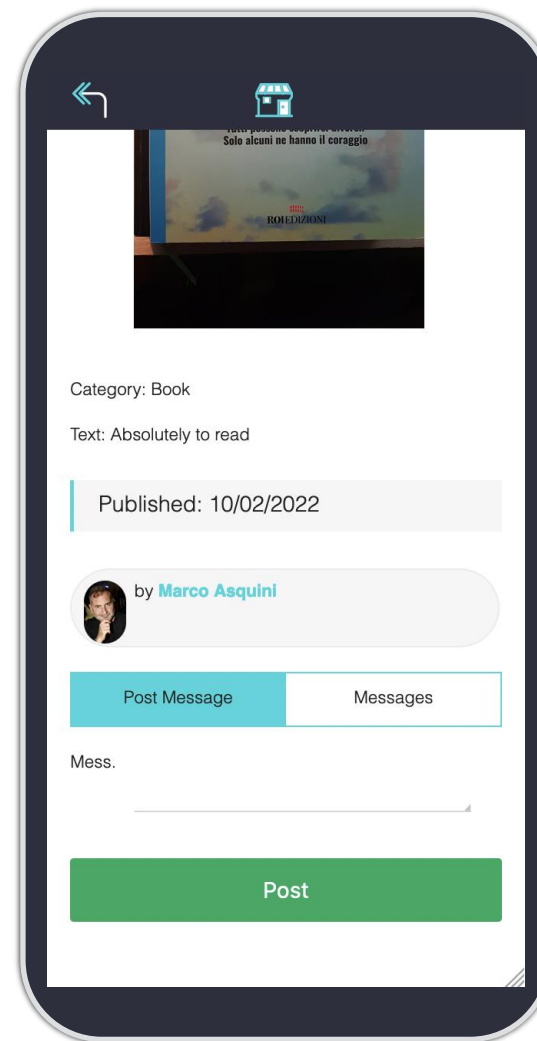 Solo alcuni ne hanno il coraggio
ROIEDIZIONI
Category: Book
Text: Absolutely to read
Published: 10/02/2022
by Marco Asquini
Post Message
Messages
Mess.
Post